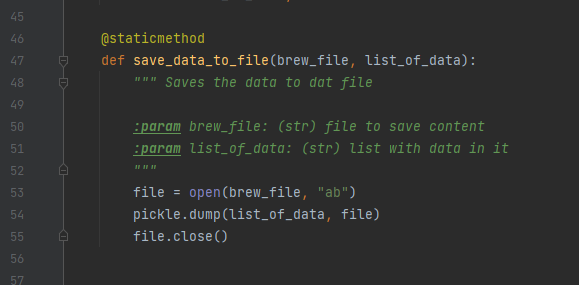 45
46 @staticmethod
47 def save_data_to_file(brew_file, list_of_data):
48 """ Saves the data to dat file
49
50 :param brew_file: (str) file to save content
51 :param list_of_data: (str) list with data in it
52 """
53 file = open(brew_file, "ab")
54 pickle.dump(list_of_data, file)
55 file.close()
56
57